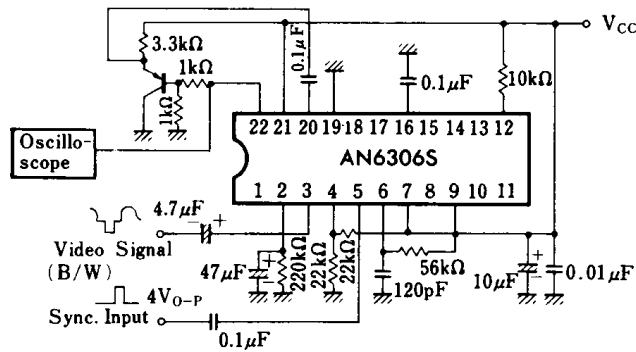 VCC
3.3kΩ
0.1μF
1kΩ
1kΩ
0.1μF
10kΩ
22 21 20 19·18 17 16 15 14 13 12
Oscillo-
scope
AN6306S
1 2 3 4 5 6 7 8 9 10 11
4.7μF
- +
Video Signal
(B/W)
47μF
+
-
220kΩ
22kΩ
22kΩ
56kΩ
120pF
10μF
+
-
0.01μF
4VO-P
Sync. Input
0.1μF